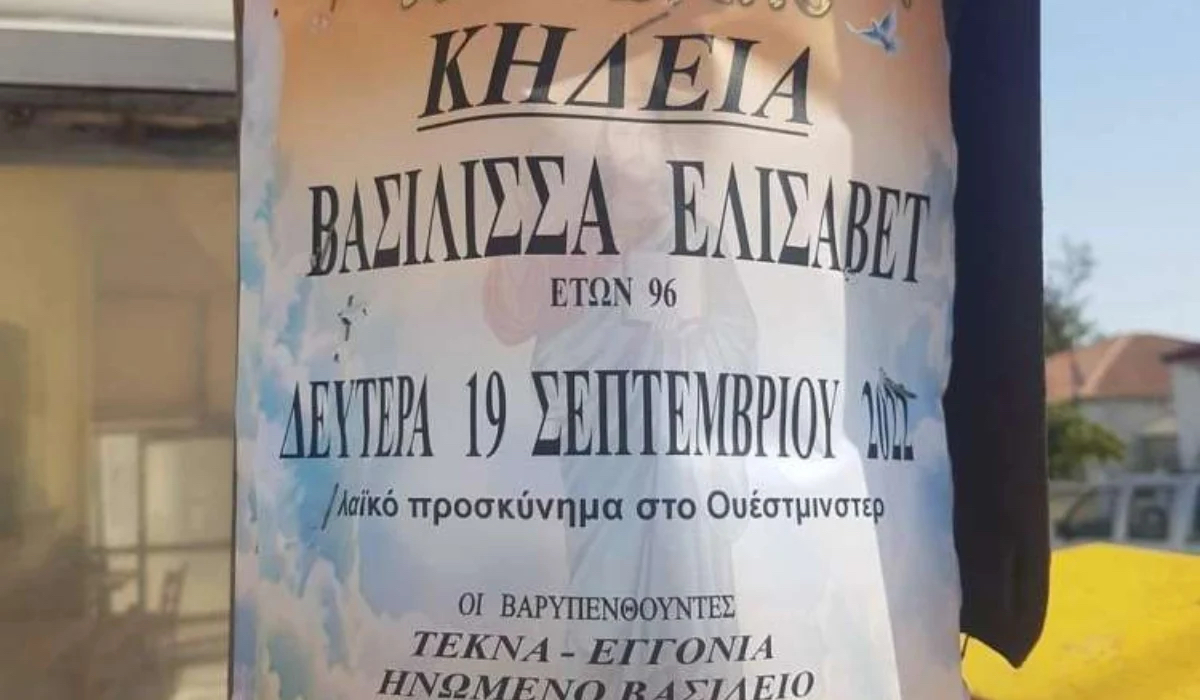 ΚΗΔΕΙΑ
ΒΑΣΙΛΙΣΣΑ ΕΛΙΣΑΒΕΤ
ΕΤΩΝ 96
ΔΕΥΤΕΡΑ 19 ΣΕΠΤΕΜΒΡΙΟΥ 2022
/λαϊκό προσκύνημα στο Ουέστμινστερ
ΟΙ ΒΑΡΥΠΕΝΘΟΥΝΤΕΣ
ΤΕΚΝΑ - ΕΓΓΟΝΙΑ
ΗΝΩΜΕΝΟ ΒΑΣΙΛΕΙΟ